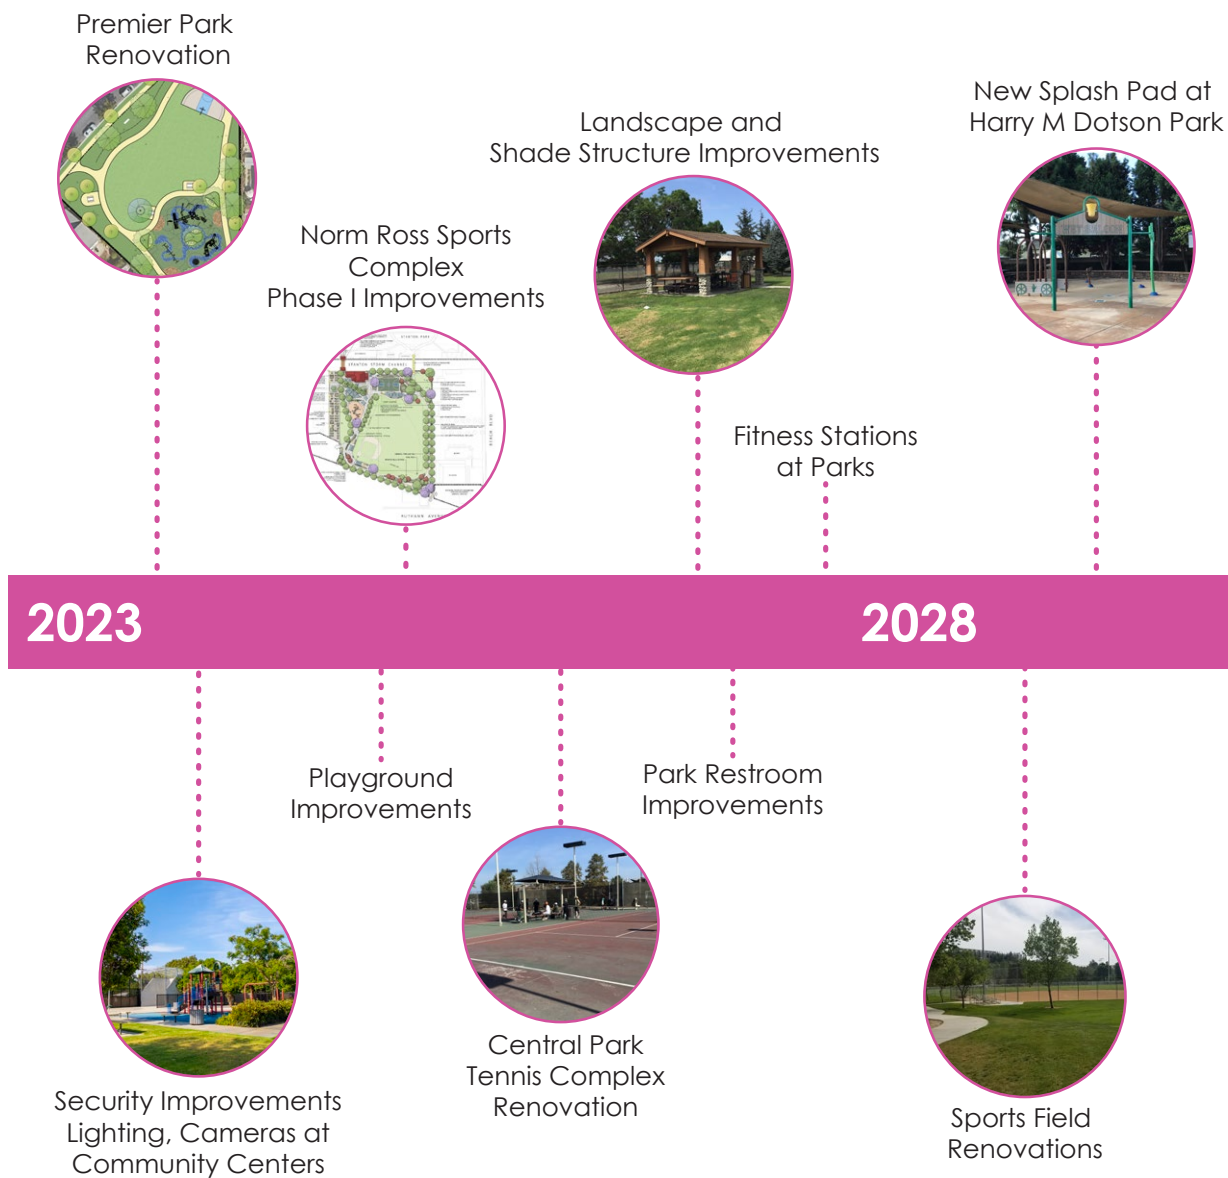 Premier Park
Renovation
New Splash Pad at
Harry M Dotson Park
Landscape and
Shade Structure Improvements
Norm Ross Sports
Complex
Phase I Improvements
Fitness Stations
at Parks
2023
2028
Playground
Improvements
Park Restroom
Improvements
Central Park
Tennis Complex
Renovation
Security Improvements
Lighting, Cameras at
Community Centers
Sports Field
Renovations